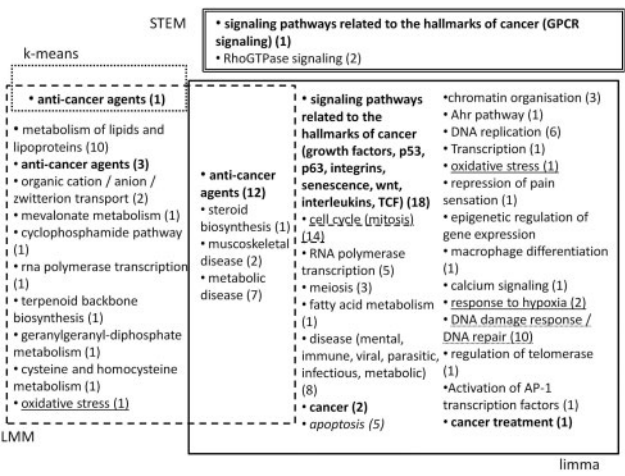 STEM
• signaling pathways related to the hallmarks of cancer (GPCR
signaling) (1)
• RhoGTPase signaling (2)
k-means
• anti-cancer agents (1)
• metabolism of lipids and
lipoproteins (10)
• anti-cancer agents (3)
• organic cation / anion /
zwitterion transport (2)
• mevalonate metabolism (1)
• cyclophosphamide pathway
(1)
• rna polymerase transcription
(1)
• terpenoid backbone
biosynthesis (1)
• geranylgeranyl-diphosphate
metabolism (1)
• cysteine and homocysteine
metabolism (1)
• oxidative stress (1)
LMM
• anti-cancer
agents (12)
• steroid
biosynthesis (1)
• muscoskeletal
disease (2)
• metabolic
disease (7)
• signaling pathways
related to the
hallmarks of cancer
(growth factors, p53,
p63, integrins,
senescence, wnt,
interleukins, TCF) (18)
• cell cycle (mitosis)
(14)
• RNA polymerase
transcription (5)
• meiosis (3)
• fatty acid metabolism
(1)
• disease (mental,
immune, viral, parasitic,
infectious, metabolic)
(8)
• cancer (2)
• apoptosis (5)
•chromatin organisation (3)
• Ahr pathway (1)
• DNA replication (6)
• Transcription (1)
• oxidative stress (1)
• repression of pain
sensation (1)
• epigenetic regulation of
gene expression
• macrophage differentiation
(1)
• calcium signaling (1)
• response to hypoxia (2)
• DNA damage response /
DNA repair (10)
• regulation of telomerase
(1)
•Activation of AP-1
transcription factors (1)
• cancer treatment (1)
limma